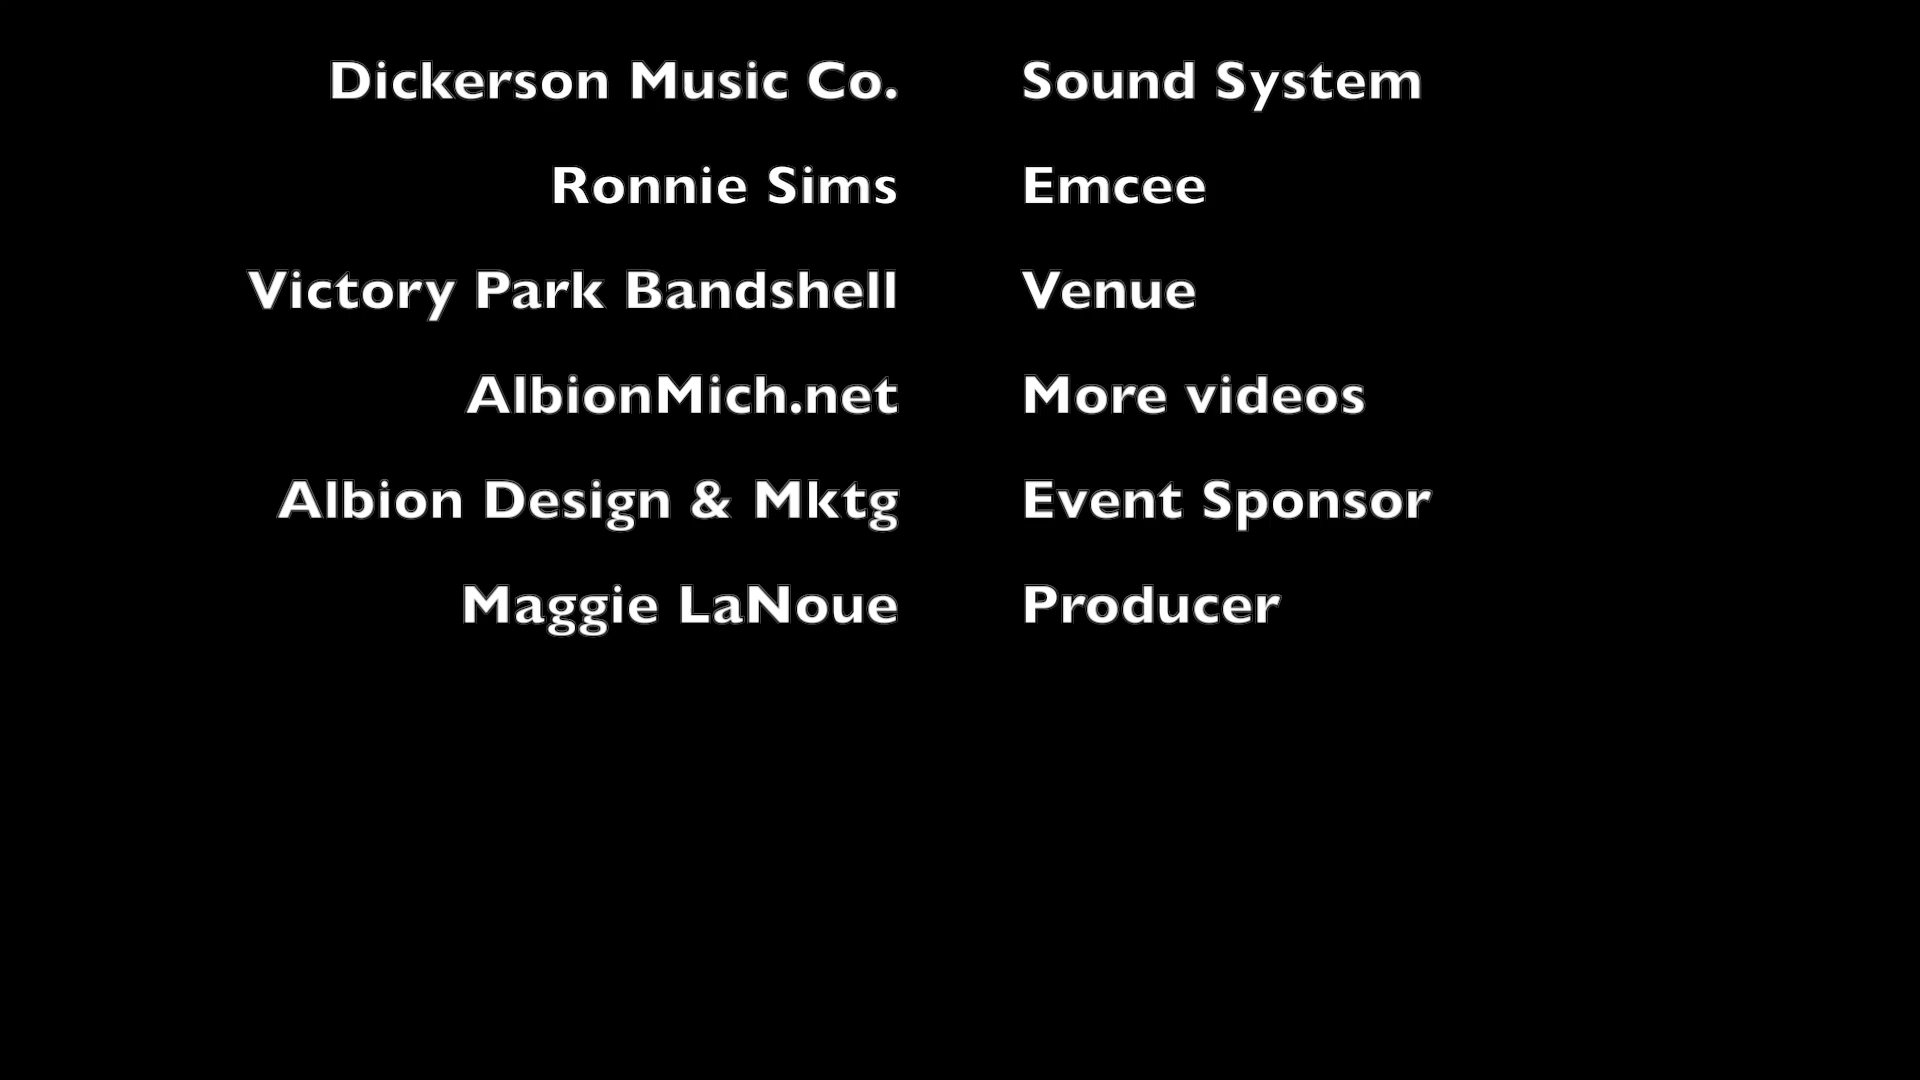 Dickerson Music Co. Sound System
Ronnie Sims Emcee
Victory Park Bandshell Venue
AlbionMich.net More videos
Albion Design & Mktg Event Sponsor
Maggie LaNoue Producer